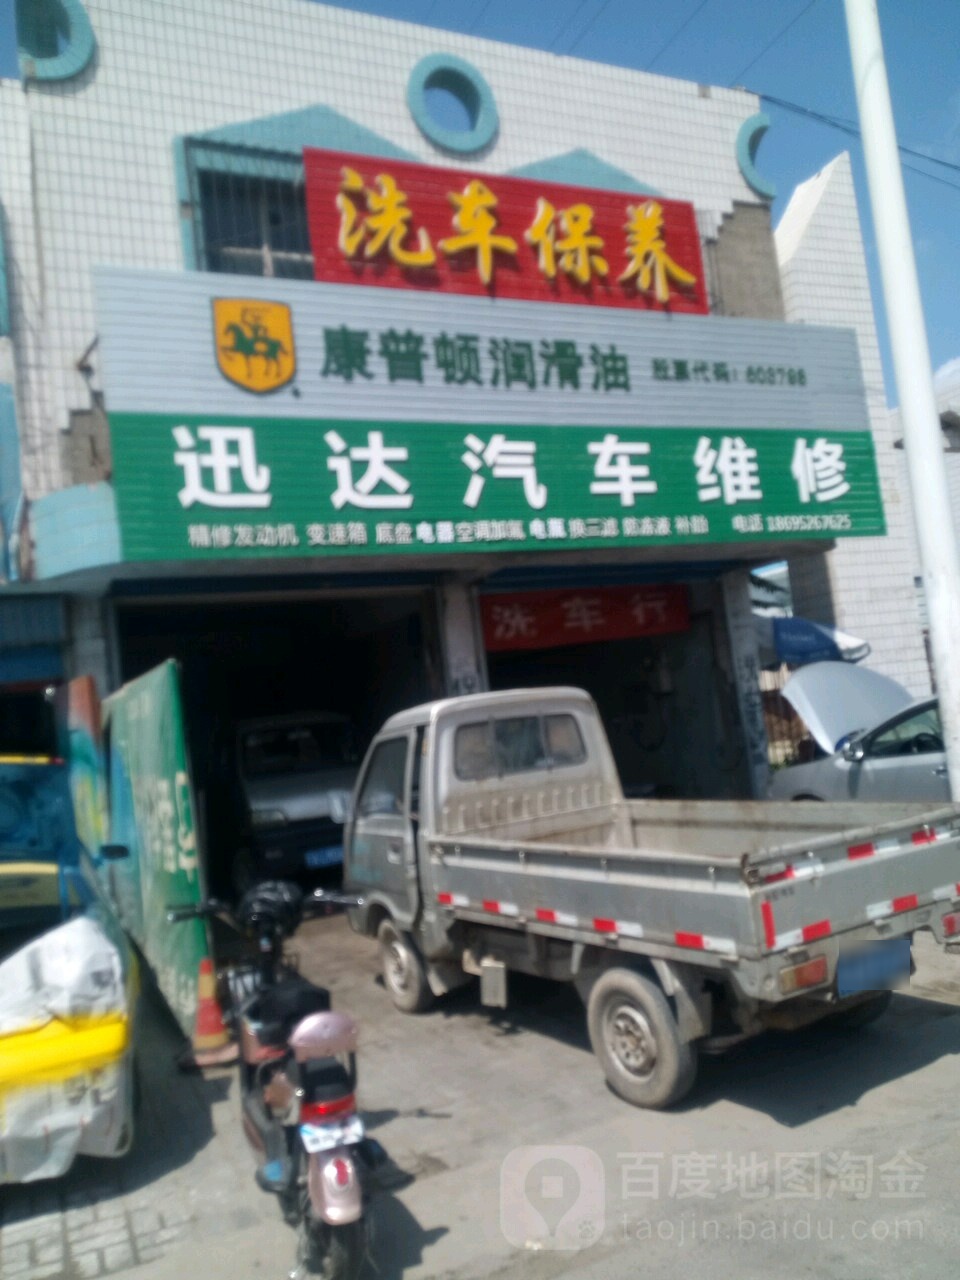 洗车保养
康普顿润滑油 股票代码：603798
迅达汽车维修
精修发动机 变速箱 底盘 电器 空调加氟 电瓶 换三滤 防冻液 补胎 电话 18695267625
洗车行
百度地图淘金
taojin.baidu.com